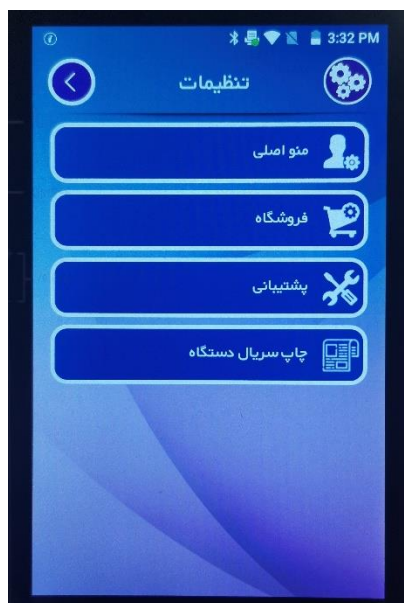 3:32 PM
تنظیمات
منو اصلی
فروشگاه
پشتیبانی
چاپ سریال دستگاه